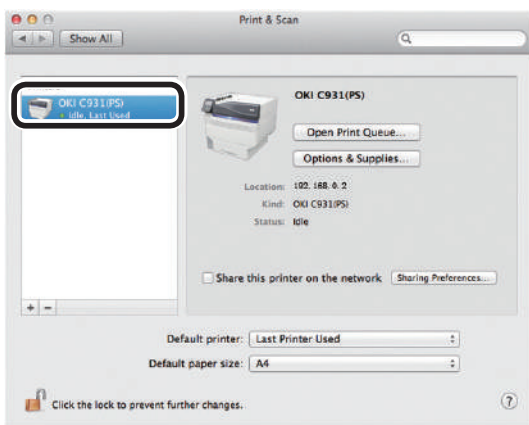 Print & Scan
Show All
OKI C931(PS)
Idle, Last Used
OKI C931(PS)
Open Print Queue...
Options & Supplies...
Location: 192. 168. 0. 2
Kind: OKI C931(PS)
Status: Idle
Share this printer on the network
Sharing Preferences...
+ -
Default printer: Last Printer Used
Default paper size: A4
Click the lock to prevent further changes.
?